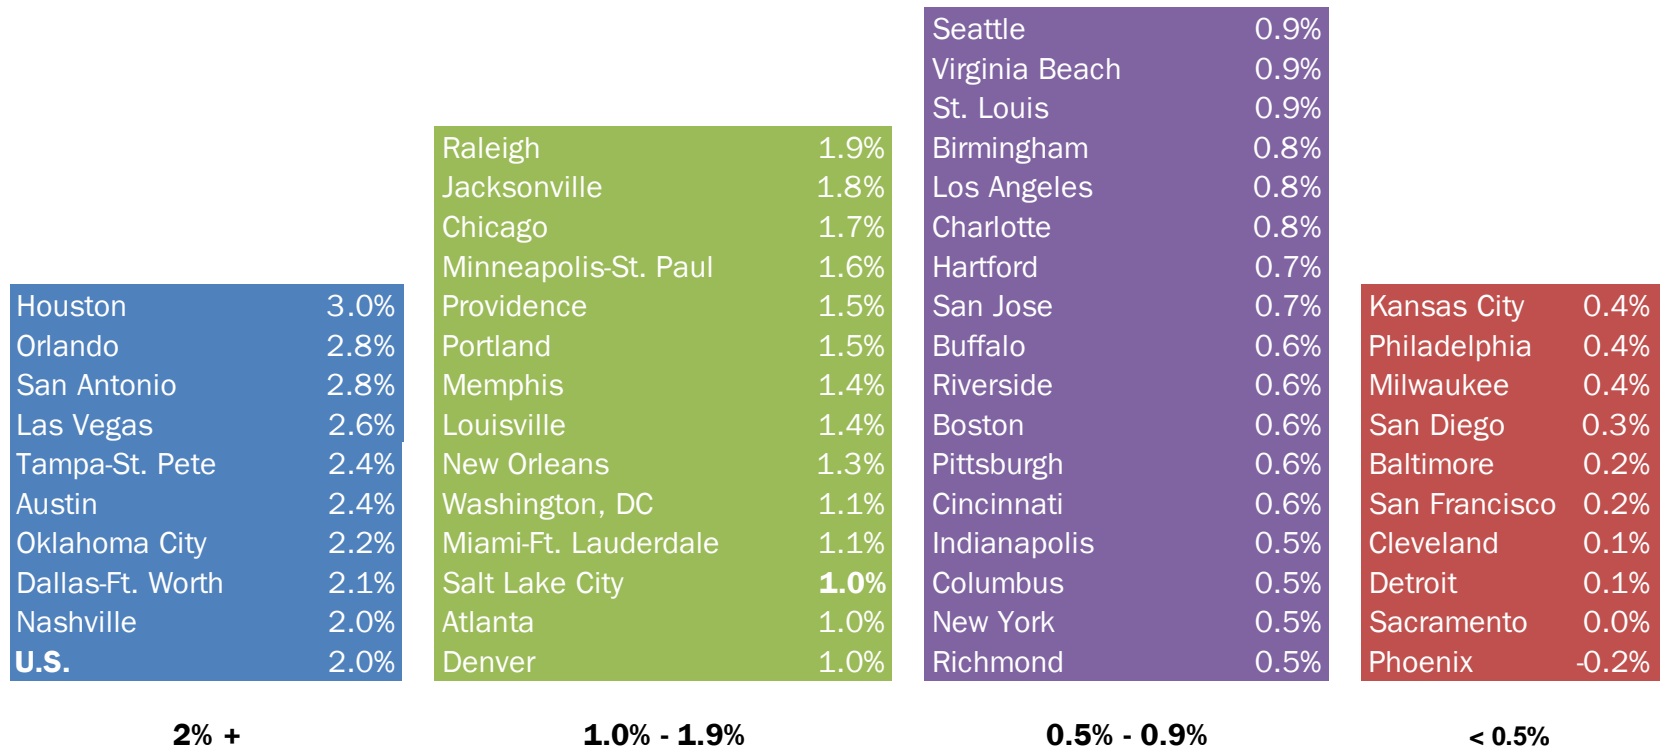 Houston 3.0%
Orlando 2.8%
San Antonio 2.8%
Las Vegas 2.6%
Tampa-St. Pete 2.4%
Austin 2.4%
Oklahoma City 2.2%
Dallas-Ft. Worth 2.1%
Nashville 2.0%
U.S. 2.0%
2% +
Raleigh 1.9%
Jacksonville 1.8%
Chicago 1.7%
Minneapolis-St. Paul 1.6%
Providence 1.5%
Portland 1.5%
Memphis 1.4%
Louisville 1.4%
New Orleans 1.3%
Washington, DC 1.1%
Miami-Ft. Lauderdale 1.1%
Salt Lake City 1.0%
Atlanta 1.0%
Denver 1.0%
1.0% - 1.9%
Seattle 0.9%
Virginia Beach 0.9%
St. Louis 0.9%
Birmingham 0.8%
Los Angeles 0.8%
Charlotte 0.8%
Hartford 0.7%
San Jose 0.7%
Buffalo 0.6%
Riverside 0.6%
Boston 0.6%
Pittsburgh 0.6%
Cincinnati 0.6%
Indianapolis 0.5%
Columbus 0.5%
New York 0.5%
Richmond 0.5%
0.5% - 0.9%
Kansas City 0.4%
Philadelphia 0.4%
Milwaukee 0.4%
San Diego 0.3%
Baltimore 0.2%
San Francisco 0.2%
Cleveland 0.1%
Detroit 0.1%
Sacramento 0.0%
Phoenix -0.2%
< 0.5%